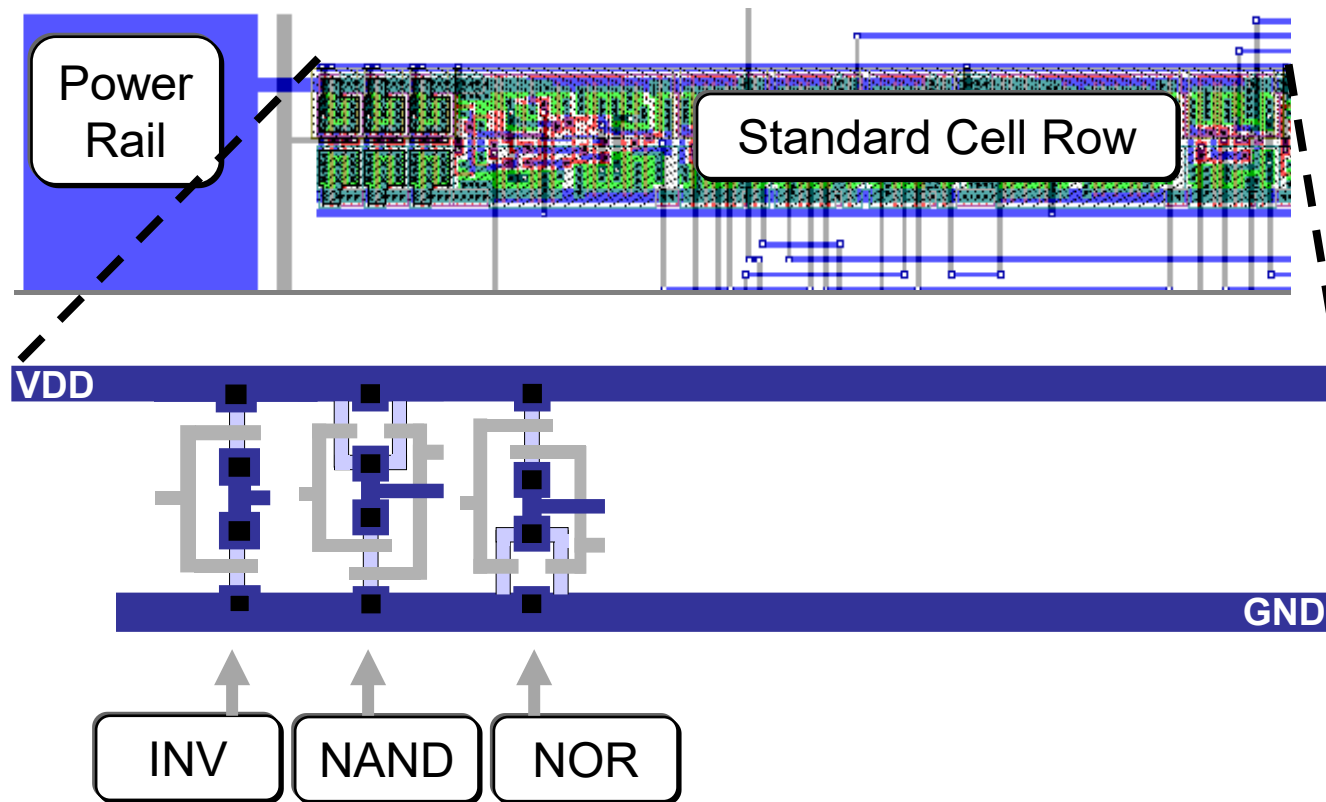 Power
Rail
Standard Cell Row
VDD
GND
INV
NAND
NOR